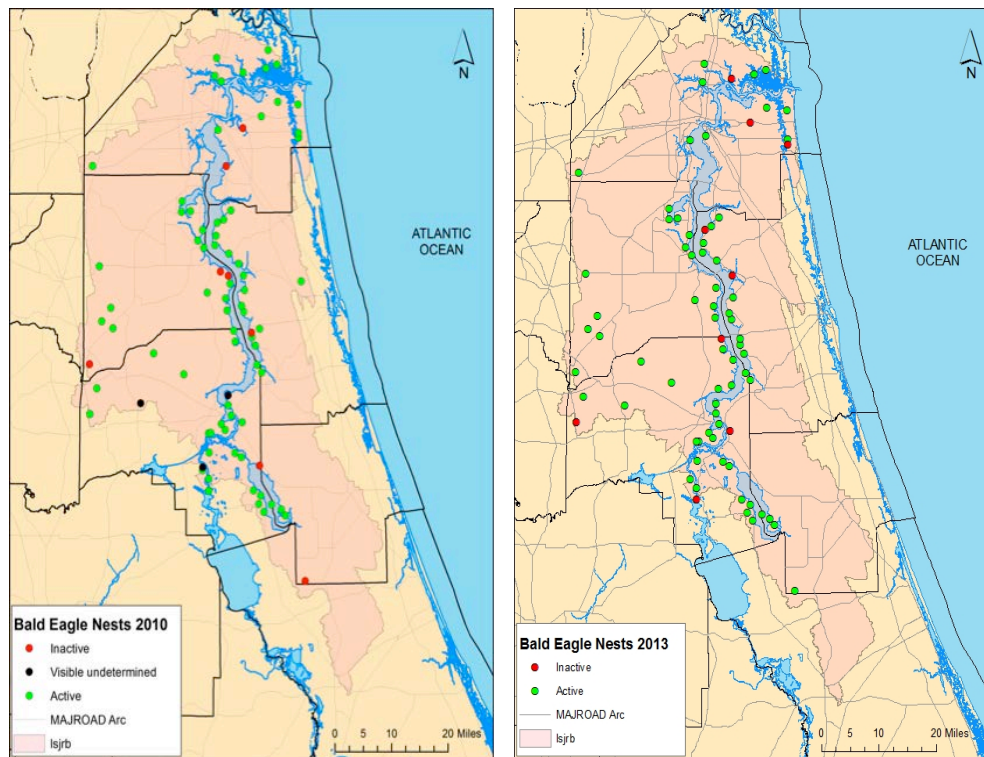 N
ATLANTIC
OCEAN
Bald Eagle Nests 2010
Inactive
Visible undetermined
Active
MAJROAD Arc
lsjrb
0 5 10 20 Miles
N
ATLANTIC
OCEAN
Bald Eagle Nests 2013
Inactive
Active
MAJROAD Arc
lsjrb
0 5 10 20 Miles